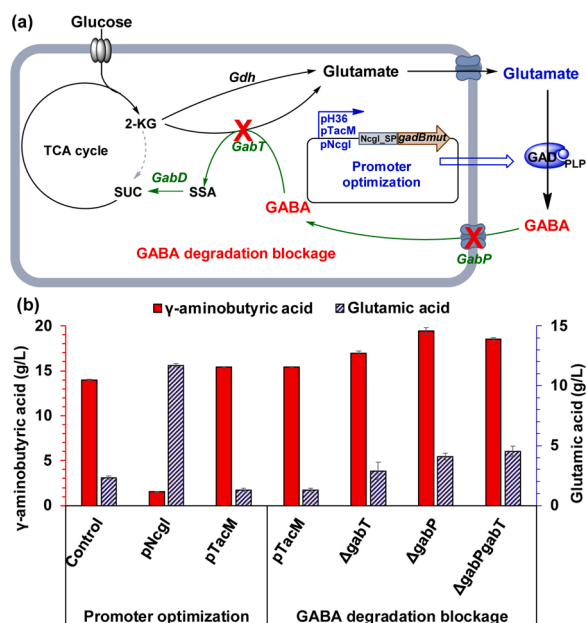 (a)
Glucose
Gdh
Glutamate
Glutamate
2-KG
pH36
pTacM
pNcgl
Ncgl_SP
gadBmut
TCA cycle
GabT
Promoter
optimization
GAD
PLP
GabD
SUC
SSA
GABA
GABA
GABA degradation blockage
GabP
(b)
γ-aminobutyric acid
Glutamic acid
γ-aminobutyric acid (g/L)
20
15
10
5
0
Glutamic acid (g/L)
15
10
5
0
Control
pNcgl
pTacM
pTacM
ΔgabT
ΔgabP
ΔgabPgabT
Promoter optimization
GABA degradation blockage